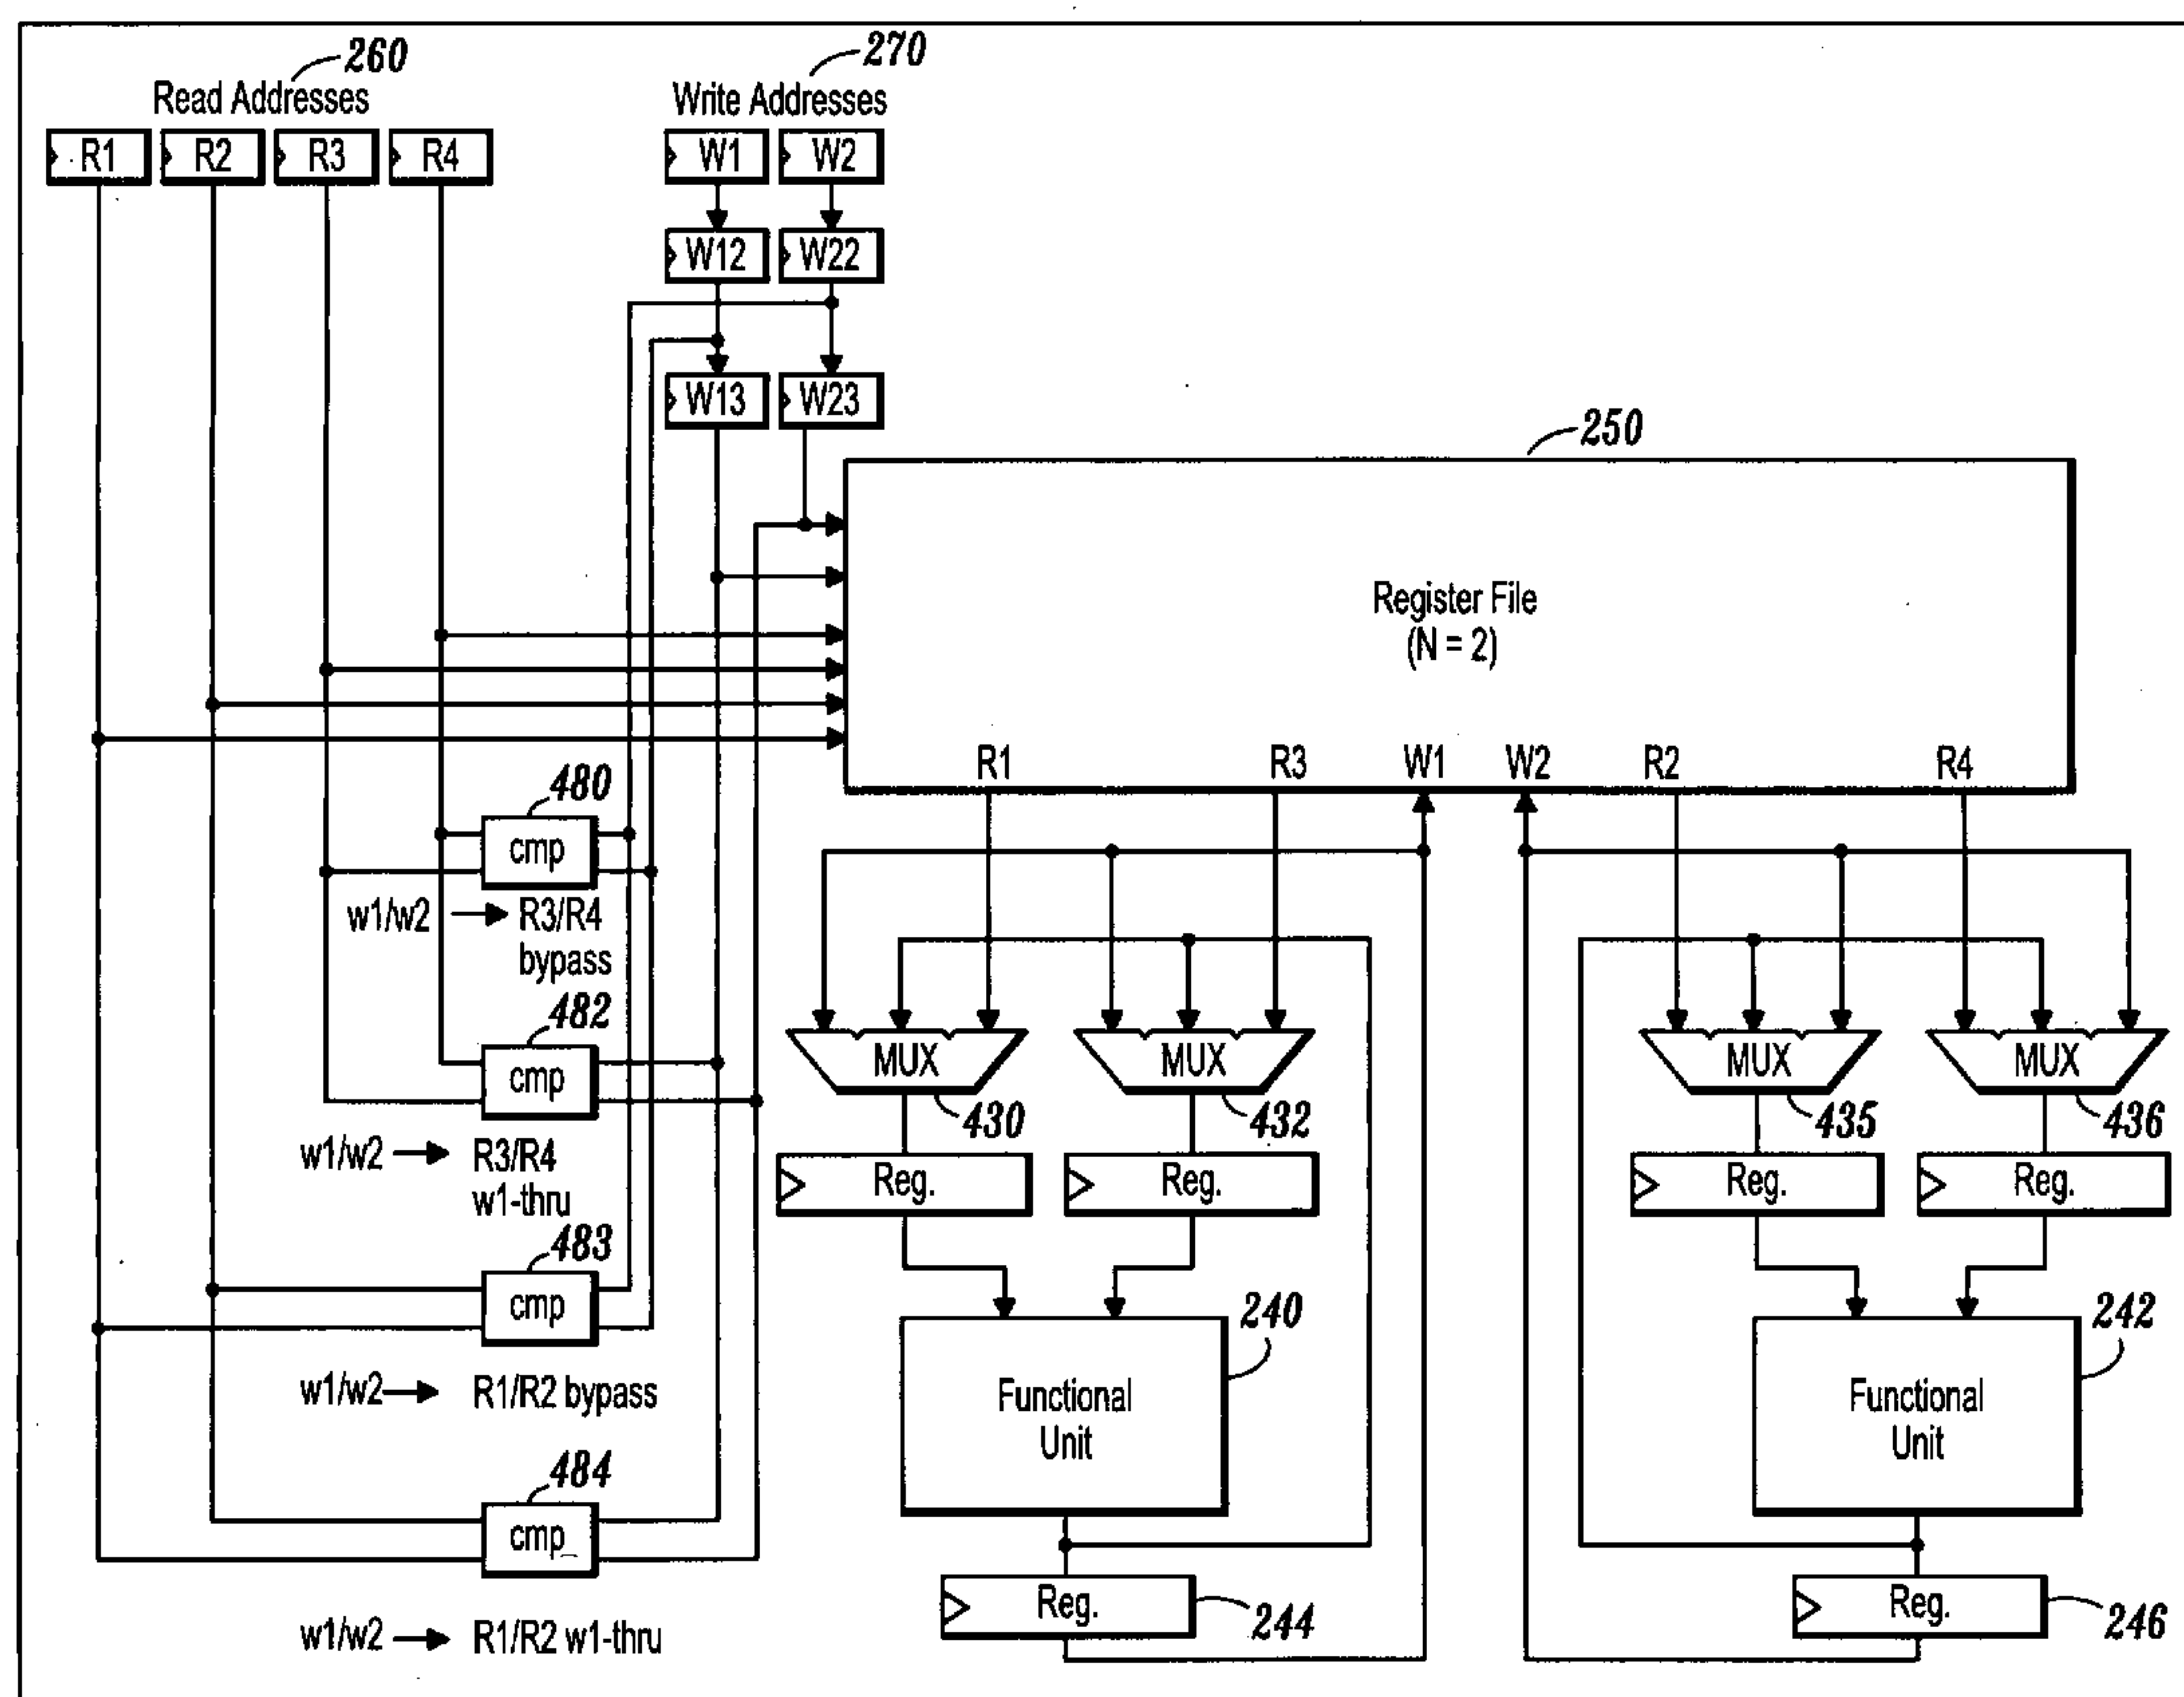 260
270
Read Addresses
Write Addresses
R1 R2 R3 R4
W1 W2
W12 W22
W13 W23
250
Register File
(N = 2)
R1 R3 W1 W2 R2 R4
480
cmp
w1/w2 R3/R4
bypass
482
cmp
w1/w2 R3/R4
w1-thru
483
cmp
w1/w2 R1/R2 bypass
484
cmp
w1/w2 R1/R2 w1-thru
MUX MUX MUX MUX
430 432 435 436
Reg. Reg. Reg. Reg.
240 242
Functional
Unit
Functional
Unit
Reg. 244
Reg. 246